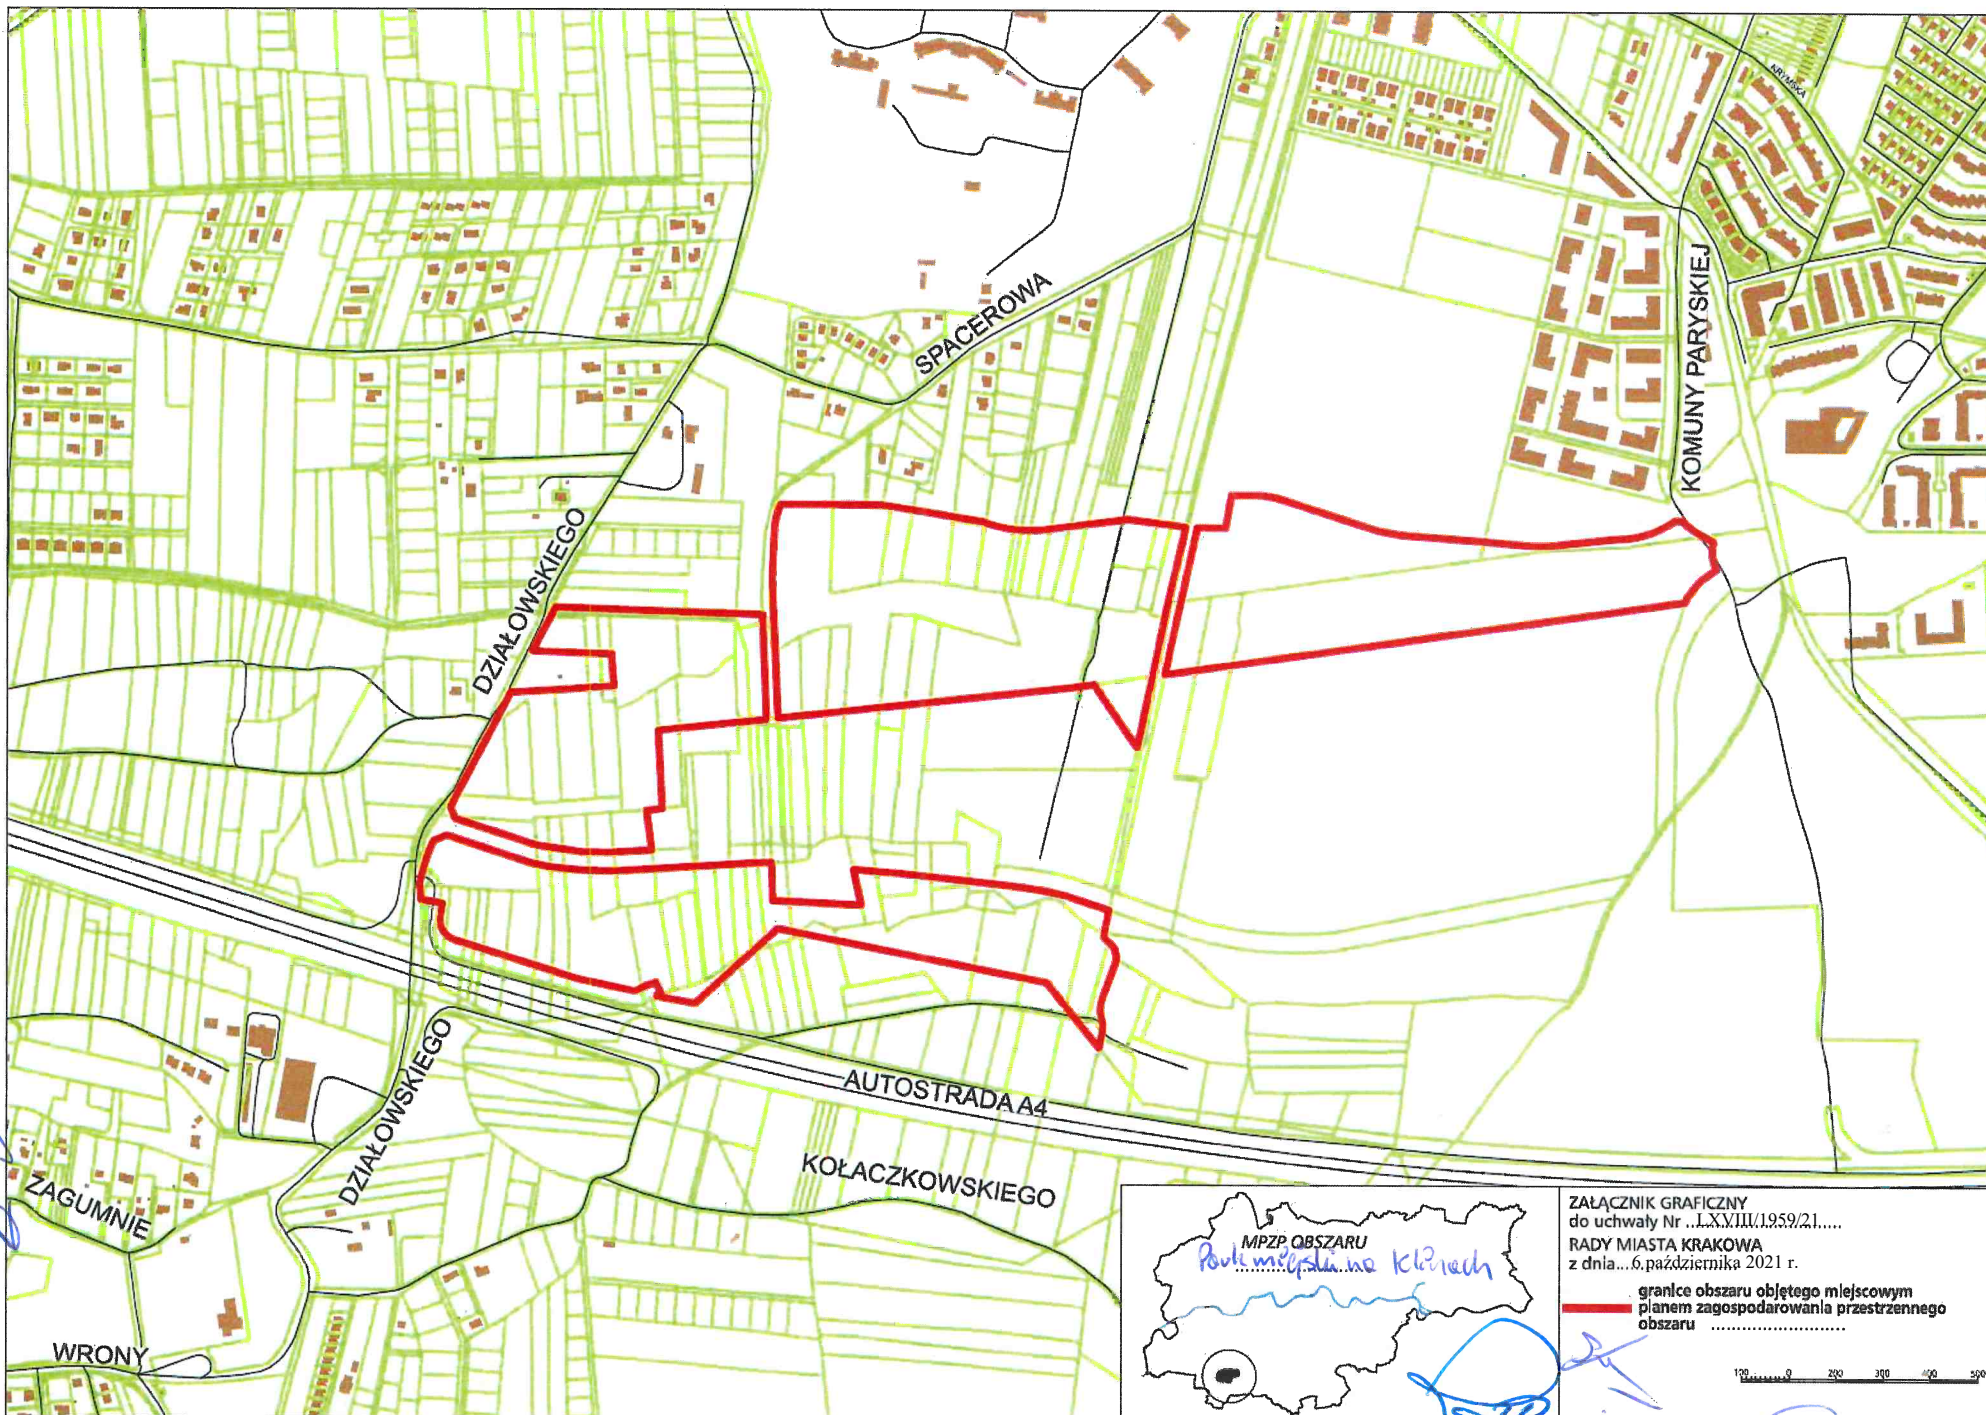 KRYMSKA
SPACEROWA
KOMUNY PARYSKIEJ
DZIAŁOWSKIEGO
DZIAŁOWSKIEGO
AUTOSTRADA A4
KOŁACZKOWSKIEGO
ZAGUMNIE
WRONY
MPZP OBSZARU
Park miejski na Klinach
ZAŁĄCZNIK GRAFICZNY
do uchwały Nr ..LXVIII/1959/21.....
RADY MIASTA KRAKOWA
z dnia...6 października 2021 r.
granice obszaru objętego miejscowym
planem zagospodarowania przestrzennego
obszaru ..........................
100 0 200 300 400 500